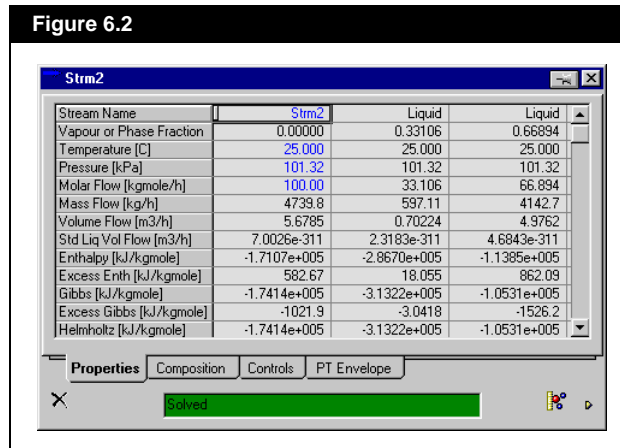 Figure 6.2
Strm2
Stream Name Strm2 Liquid Liquid
Vapour or Phase Fraction 0.00000 0.33106 0.66894
Temperature [C] 25.000 25.000 25.000
Pressure [kPa] 101.32 101.32 101.32
Molar Flow [kgmole/h] 100.00 33.106 66.894
Mass Flow [kg/h] 4739.8 597.11 4142.7
Volume Flow [m3/h] 5.6785 0.70224 4.9762
Std Liq Vol Flow [m3/h] 7.0026e-311 2.3183e-311 4.6843e-311
Enthalpy [kJ/kgmole] -1.7107e+005 -2.8670e+005 -1.1385e+005
Excess Enth [kJ/kgmole] 582.67 18.055 862.09
Gibbs [kJ/kgmole] -1.7414e+005 -3.1322e+005 -1.0531e+005
Excess Gibbs [kJ/kgmole] -1021.9 -3.0418 -1526.2
Helmholtz [kJ/kgmole] -1.7414e+005 -3.1322e+005 -1.0531e+005
Properties Composition Controls PT Envelope
Solved